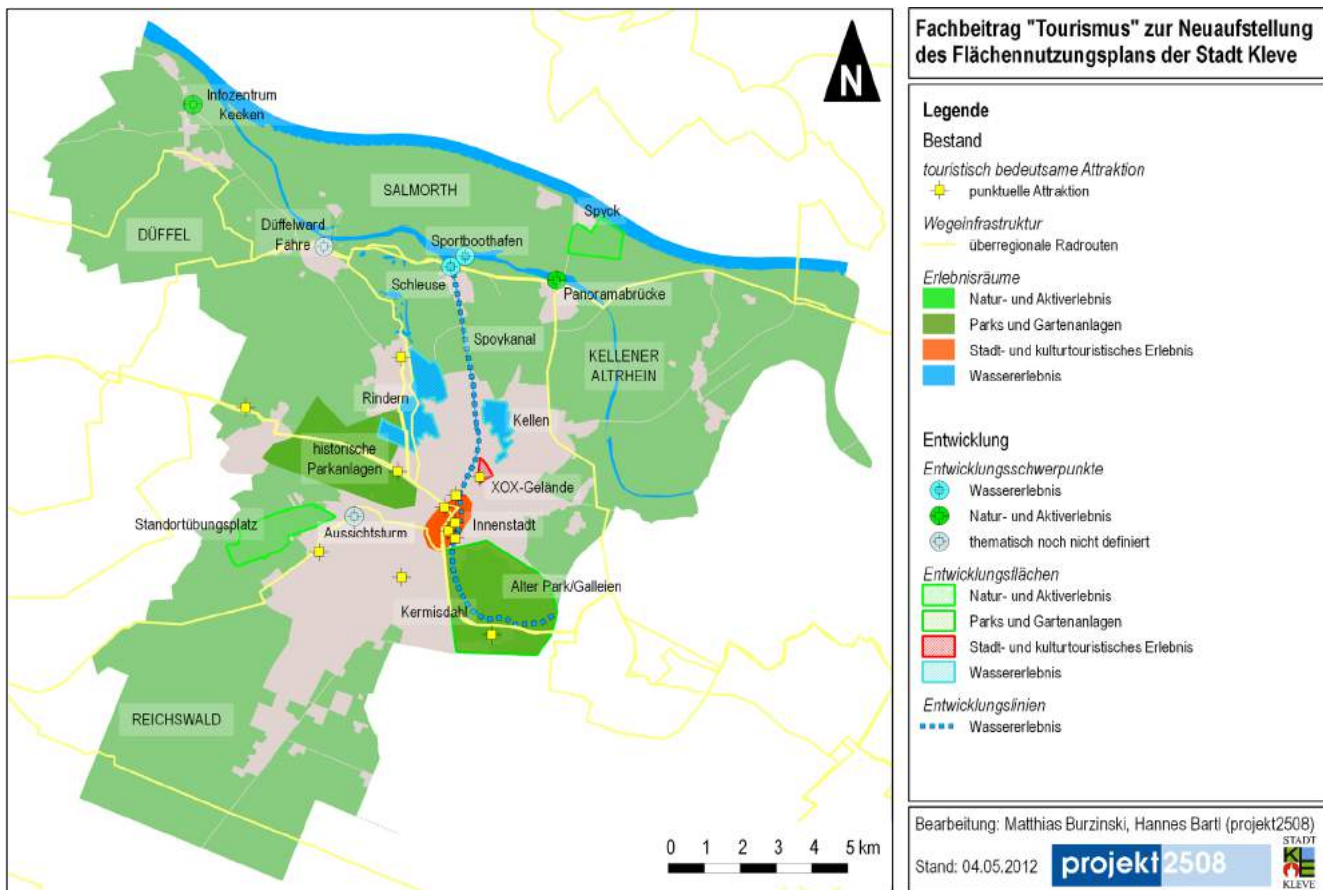 Fachbeitrag "Tourismus" zur Neuaufstellung
des Flächennutzungsplans der Stadt Kleve
N
Infozentrum
Keeken
SALMORTH
DÜFFEL
Düffelward
Fähre
Sportboothafen
Spyck
Schleuse
Panoramabrücke
Spoykanal
KELLENER
ALTRHEIN
Rindern
Kellen
historische
Parkanlagen
XOX-Gelände
Standortübungsplatz
Aussichtsturm
Innenstadt
Alter Park/Galleien
Kermisdahl
REICHSWALD
0 1 2 3 4 5 km
Legende
Bestand
touristisch bedeutsame Attraktion
punktuelle Attraktion
Wegeinfrastruktur
überregionale Radrouten
Erlebnisräume
Natur- und Aktiverlebnis
Parks und Gartenanlagen
Stadt- und kulturtouristisches Erlebnis
Wassererlebnis
Entwicklung
Entwicklungsschwerpunkte
Wassererlebnis
Natur- und Aktiverlebnis
thematisch noch nicht definiert
Entwicklungsflächen
Natur- und Aktiverlebnis
Parks und Gartenanlagen
Stadt- und kulturtouristisches Erlebnis
Wassererlebnis
Entwicklungslinien
Wassererlebnis
Bearbeitung: Matthias Burzinski, Hannes Bartl (projekt2508)
Stand: 04.05.2012
projekt2508
STADT
KLEVE